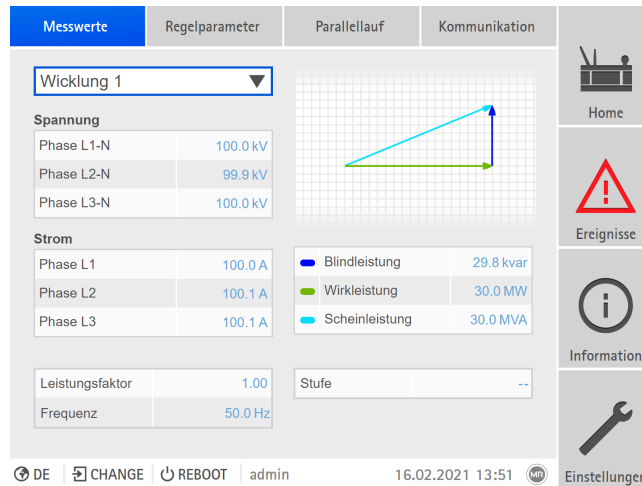 Messwerte Regelparameter Parallellauf Kommunikation
Wicklung 1
Home
Spannung
Phase L1-N 100.0 kV
Phase L2-N 99.9 kV
Phase L3-N 100.0 kV
Ereignisse
Strom
Phase L1 100.0 A
Phase L2 100.1 A
Phase L3 100.1 A
Blindleistung 29.8 kvar
Wirkleistung 30.0 MW
Scheinleistung 30.0 MVA
Information
Leistungsfaktor 1.00
Frequenz 50.0 Hz
Stufe --
DE CHANGE REBOOT admin 16.02.2021 13:51 MR
Einstellungen